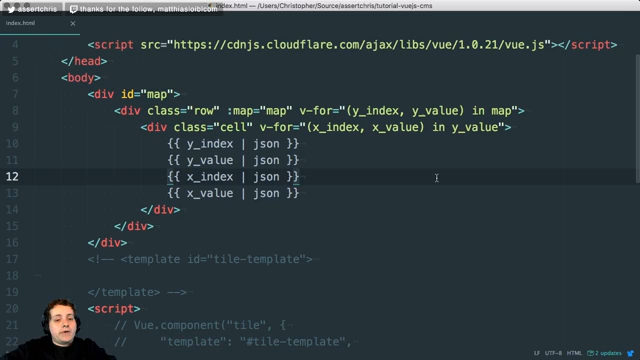 assertchris
thanks for the follow, matthiasloibl
index.html — /Users/Christopher/Source/assertchris/tutorial-vuejs-cms
index.html
4 <script src="https://cdnjs.cloudflare.com/ajax/libs/vue/1.0.21/vue.js"></script>
5 </head>
6 <body>
7 <div id="map">
8 <div class="row" :map="map" v-for="(y_index, y_value) in map">
9 <div class="cell" v-for="(x_index, x_value) in y_value">
10 {{ y_index | json }}
11 {{ y_value | json }}
12 {{ x_index | json }}
13 {{ x_value | json }}
14 </div>
15 </div>
16 </div>
17 <!-- <template id="tile-template">
18
19 </template> -->
20 <script>
21 // Vue.component("tile", {
22 // "template": "#tile-template",
LF UTF-8 HTML 2 updates